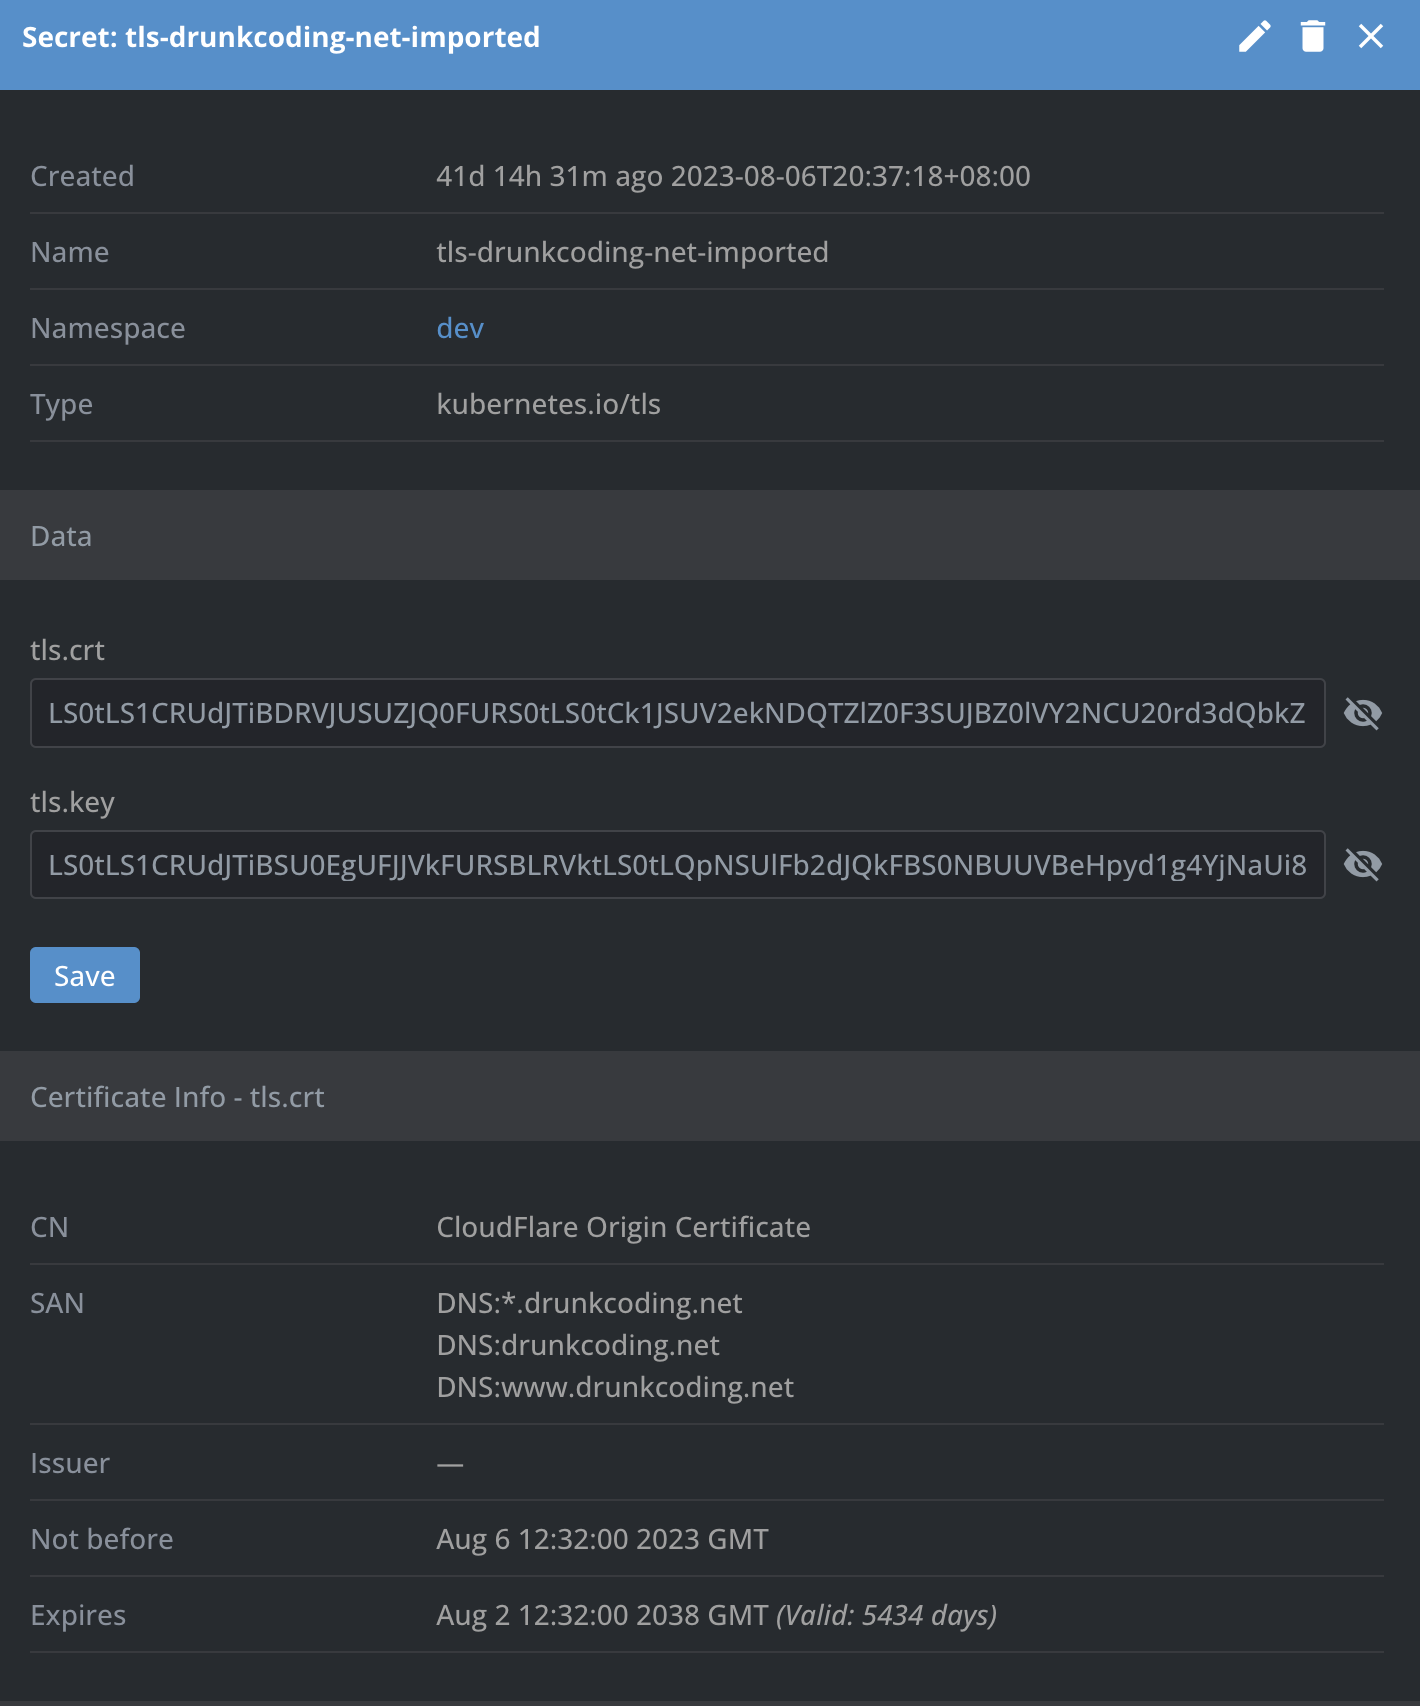 Secret: tls-drunkcoding-net-imported
Created 41d 14h 31m ago 2023-08-06T20:37:18+08:00
Name tls-drunkcoding-net-imported
Namespace dev
Type kubernetes.io/tls
Data
tls.crt
LS0tLS1CRUdJTiBDRVJUSUZJQ0FURS0tLS0tCk1JSUV2ekNDQTZlZ0F3SUJBZ0lVY2NCU20rd3dQbkZ
tls.key
LS0tLS1CRUdJTiBSU0EgUFJJVkFURSBLRVktLS0tLQpNSUlFb2dJQkFBS0NBUUVBeHpyd1g4YjNaUi8
Save
Certificate Info - tls.crt
CN CloudFlare Origin Certificate
SAN DNS:*.drunkcoding.net
DNS:drunkcoding.net
DNS:www.drunkcoding.net
Issuer —
Not before Aug 6 12:32:00 2023 GMT
Expires Aug 2 12:32:00 2038 GMT (Valid: 5434 days)